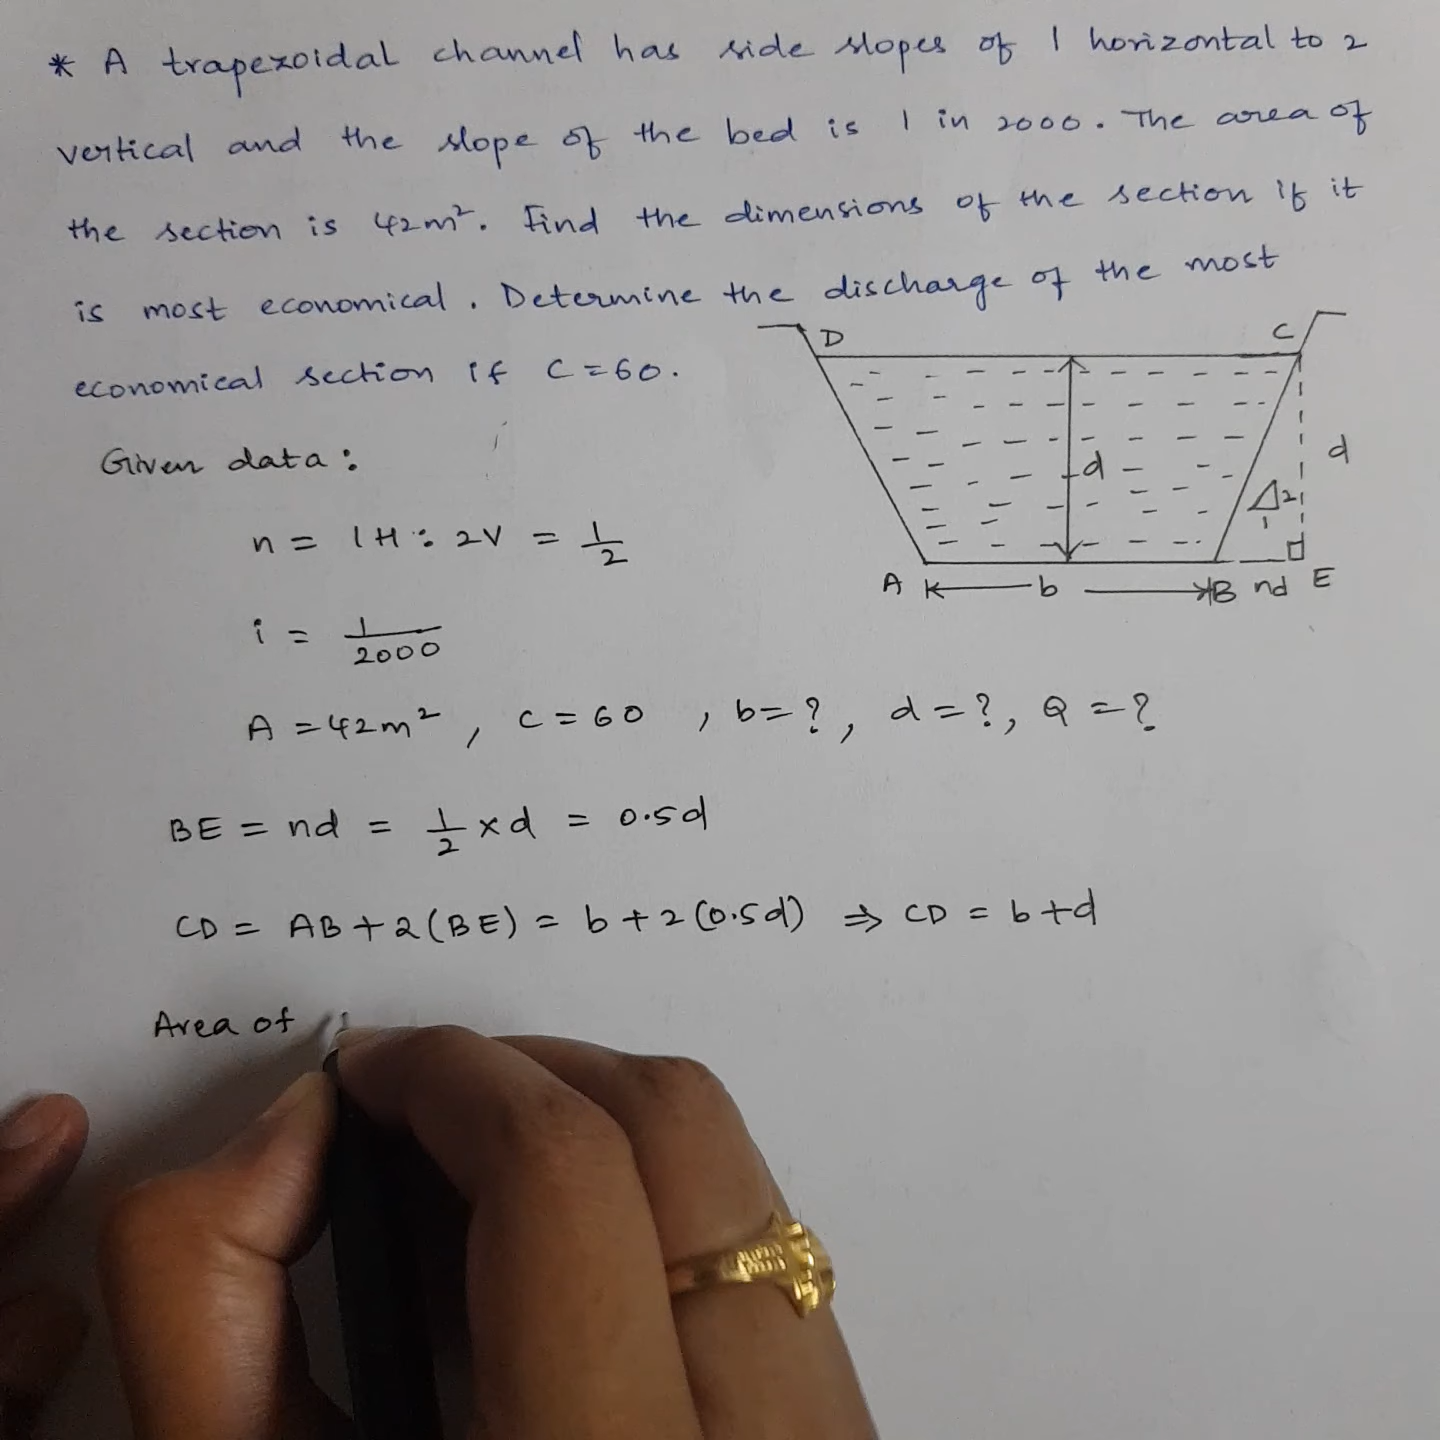 * A trapezoidal channel has side slopes of 1 horizontal to 2
vertical and the slope of the bed is 1 in 2000. The area of
the section is 42m². Find the dimensions of the section if it
is most economical. Determine the discharge of the most
economical section if C=60.
D C
d
d
2
1
A b B nd E
Given data:
n = 1H : 2V = 1/2
i = 1/2000
A = 42m², C = 60, b=?, d=?, Q=?
BE = nd = 1/2 × d = 0.5d
CD = AB+2(BE) = b+2(0.5d) ⇒ CD = b+d
Area of